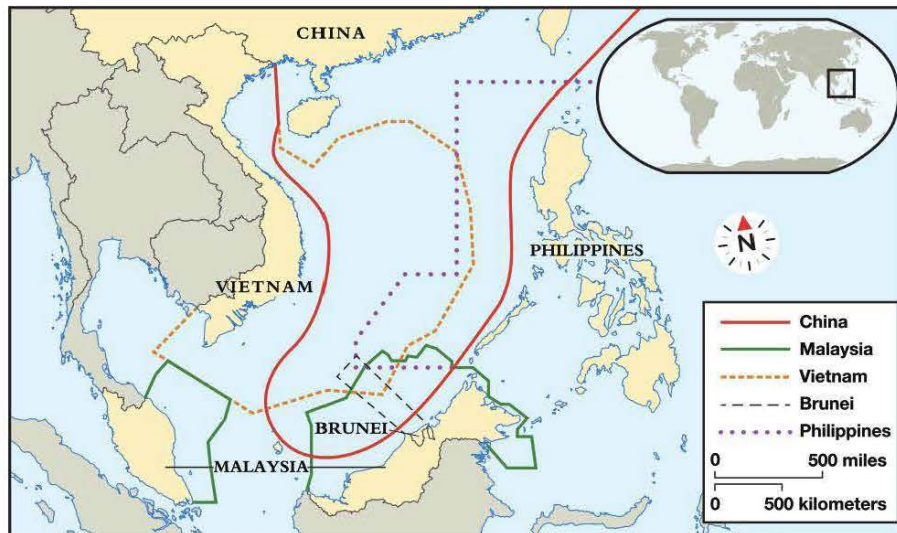 CHINA
VIETNAM
PHILIPPINES
BRUNEI
MALAYSIA
N
China
Malaysia
Vietnam
Brunei
Philippines
0 500 miles
0 500 kilometers